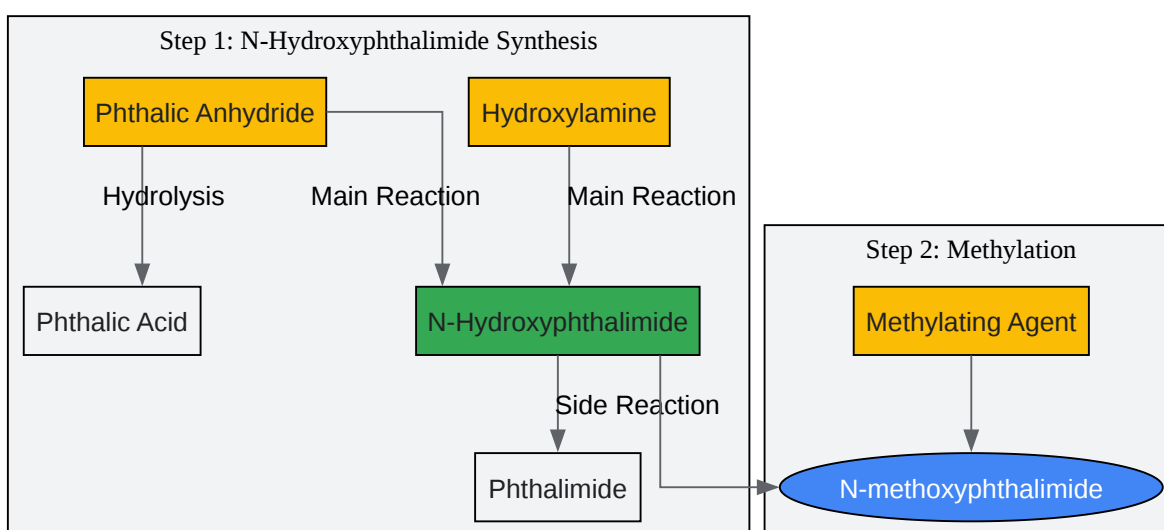 Step 1: N-Hydroxyphthalimide Synthesis
Phthalic Anhydride
Hydroxylamine
Hydrolysis
Main Reaction
Main Reaction
Phthalic Acid
N-Hydroxyphthalimide
Side Reaction
Phthalimide
Step 2: Methylation
Methylating Agent
N-methoxyphthalimide